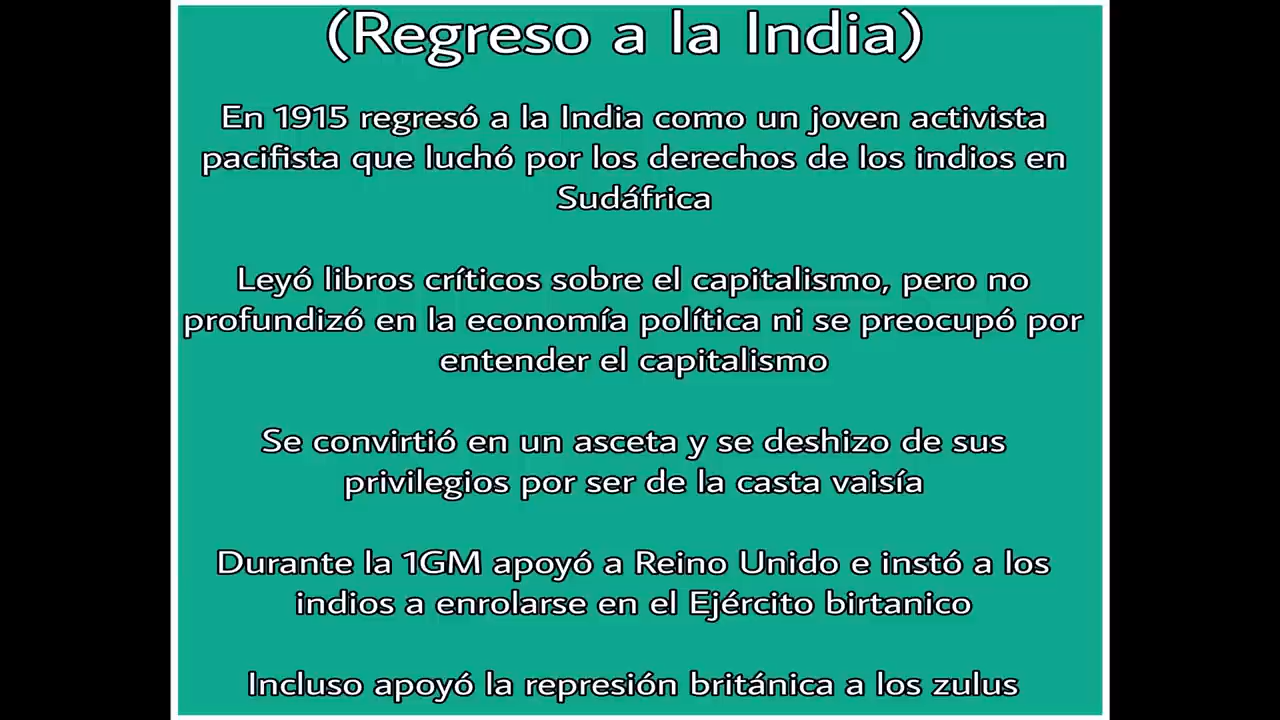 (Regreso a la India)
En 1915 regresó a la India como un joven activista
pacifista que luchó por los derechos de los indios en
Sudáfrica
Leyó libros críticos sobre el capitalismo, pero no
profundizó en la economía política ni se preocupó por
entender el capitalismo
Se convirtió en un asceta y se deshizo de sus
privilegios por ser de la casta vaisía
Durante la 1GM apoyó a Reino Unido e instó a los
indios a enrolarse en el Ejército birtanico
Incluso apoyó la represión británica a los zulus